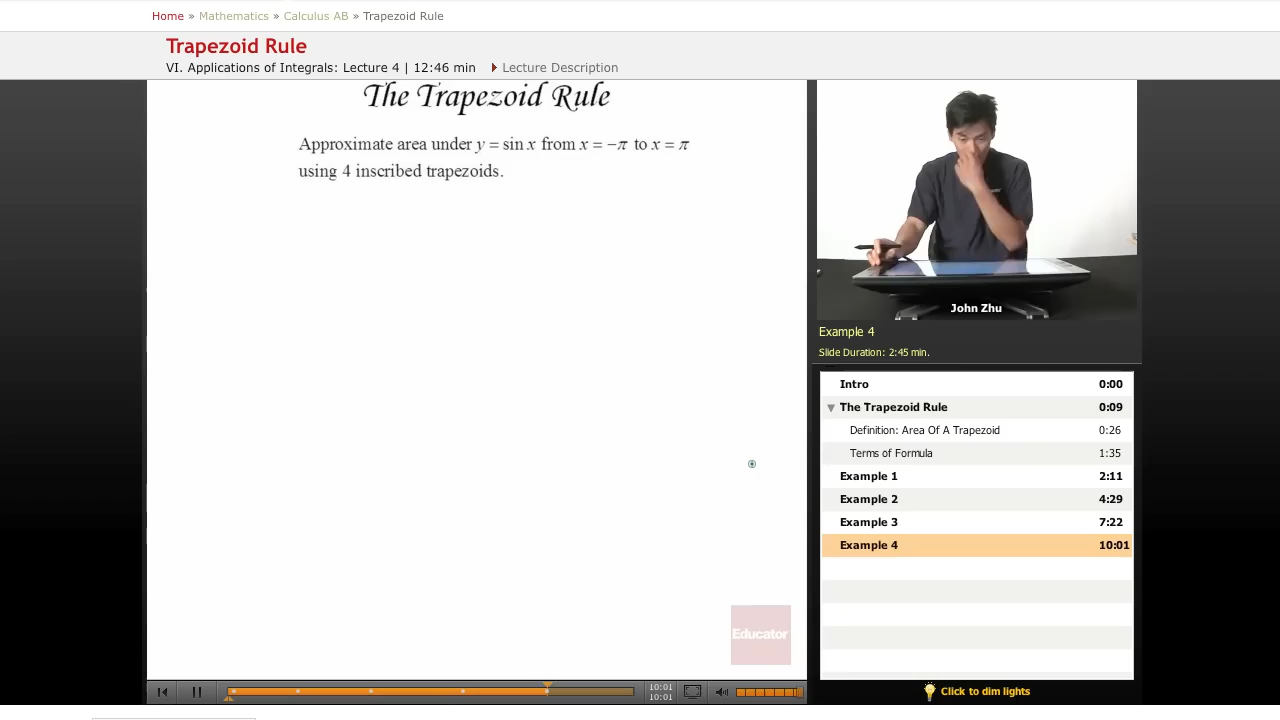 Home » Mathematics » Calculus AB » Trapezoid Rule
Trapezoid Rule
VI. Applications of Integrals: Lecture 4 | 12:46 min Lecture Description
The Trapezoid Rule
Approximate area under y = sin x from x = −π to x = π
using 4 inscribed trapezoids.
Educator
10:01
10:01
John Zhu
Example 4
Slide Duration: 2:45 min.
Intro 0:00
The Trapezoid Rule 0:09
Definition: Area Of A Trapezoid 0:26
Terms of Formula 1:35
Example 1 2:11
Example 2 4:29
Example 3 7:22
Example 4 10:01
Click to dim lights